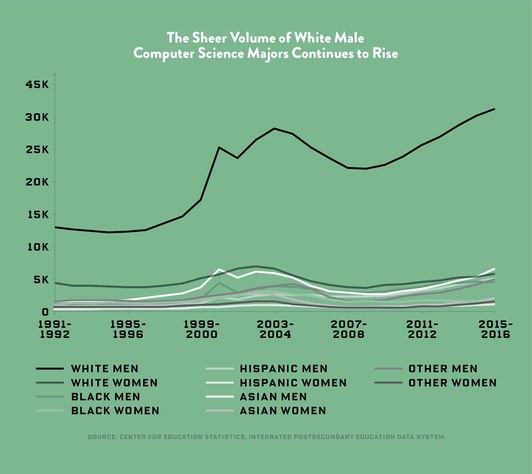 The Sheer Volume of White Male
Computer Science Majors Continues to Rise
45K
30K
25K
20K
15K
10K
5K
0
1991-
1992
1995-
1996
1999-
2000
2003-
2004
2007-
2008
2011-
2012
2015-
2016
WHITE MEN
WHITE WOMEN
BLACK MEN
BLACK WOMEN
HISPANIC MEN
HISPANIC WOMEN
ASIAN MEN
ASIAN WOMEN
OTHER MEN
OTHER WOMEN
SOURCE: CENTER FOR EDUCATION STATISTICS, INTEGRATED POSTSECONDARY EDUCATION DATA SYSTEM